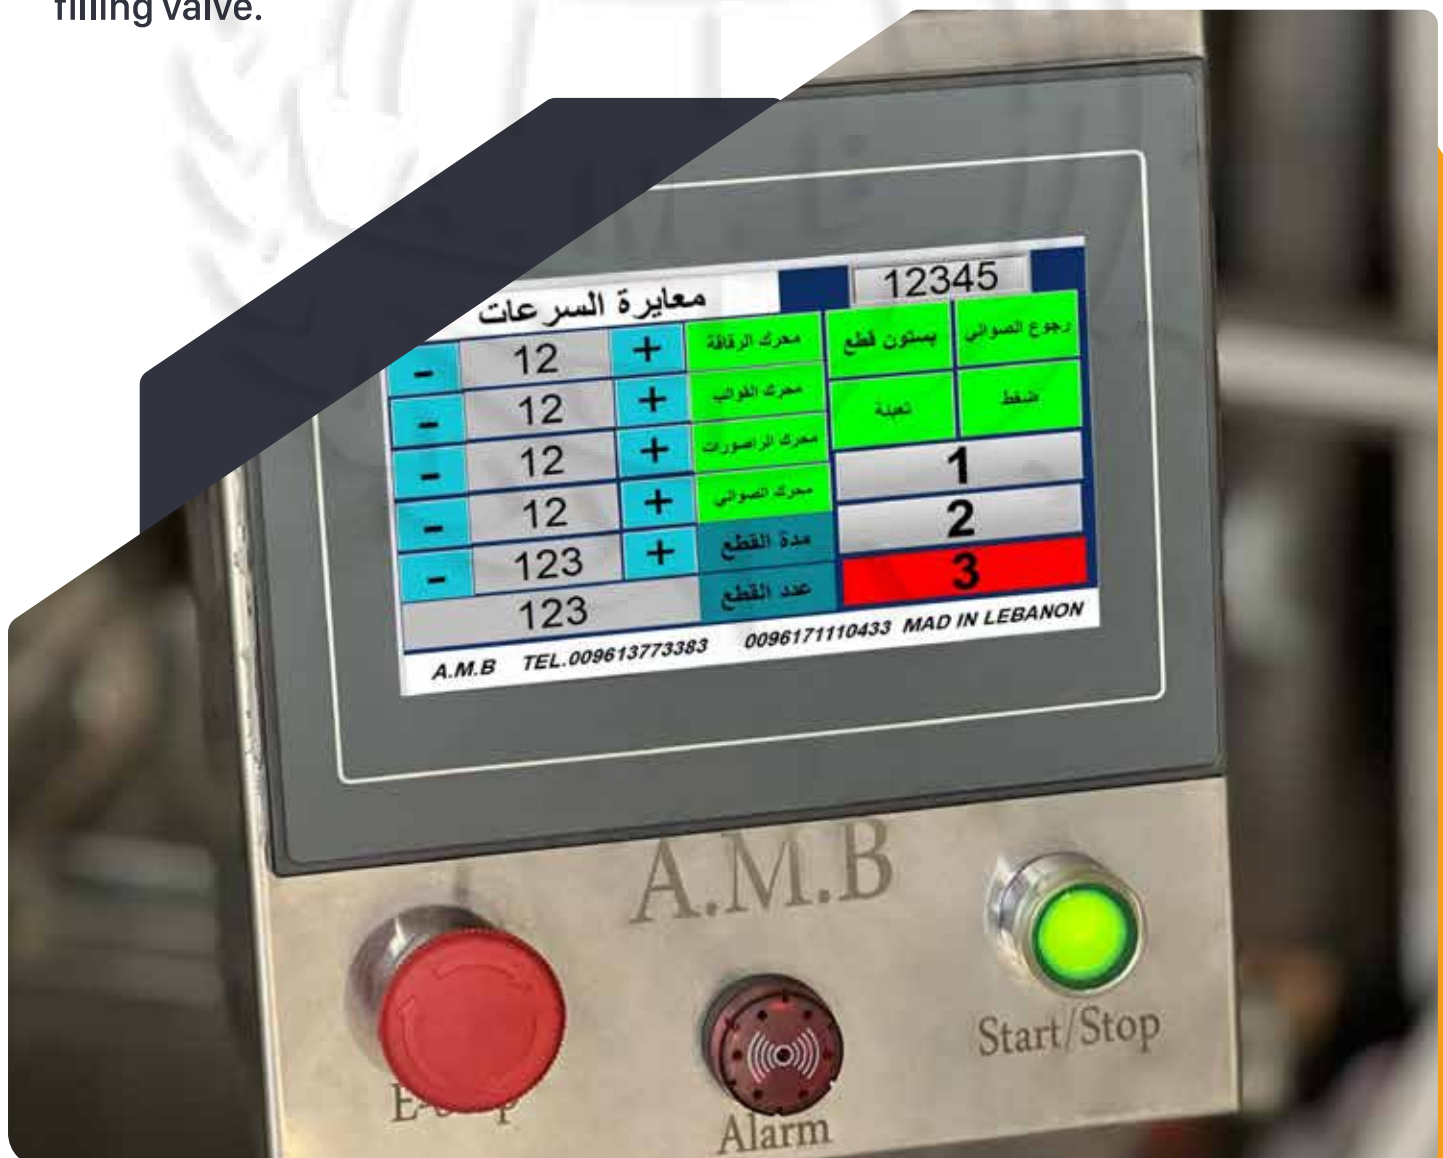 filling valve.
معايرة السرعات
12345
- 12 + محرك الرقاقة
بستون قطع
رجوع الصواني
- 12 + محرك القوالب
تعبئة
ضغط
- 12 + محرك الراصورات
1
- 12 + محرك الصواني
2
- 123 + مدة القطع
3
123 عدد القطع
A.M.B TEL.009613773383 0096171110433 MAD IN LEBANON
A.M.B
Start/Stop
Alarm